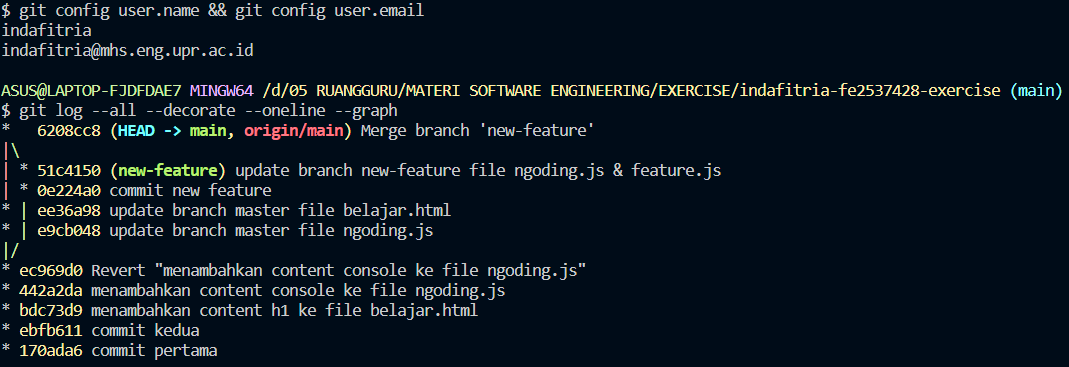 $ git config user.name && git config user.email
indafitria
indafitria@mhs.eng.upr.ac.id

ASUS@LAPTOP-FJDFDAE7 MINGW64 /d/05 RUANGGURU/MATERI SOFTWARE ENGINEERING/EXERCISE/indafitria-fe2537428-exercise (main)
$ git log --all --decorate --oneline --graph
*   6208cc8 (HEAD -> main, origin/main) Merge branch 'new-feature'
|\
| * 51c4150 (new-feature) update branch new-feature file ngoding.js & feature.js
| * 0e224a0 commit new feature
* | ee36a98 update branch master file belajar.html
* | e9cb048 update branch master file ngoding.js
|/
* ec969d0 Revert "menambahkan content console ke file ngoding.js"
* 442a2da menambahkan content console ke file ngoding.js
* bdc73d9 menambahkan content h1 ke file belajar.html
* ebfb611 commit kedua
* 170ada6 commit pertama